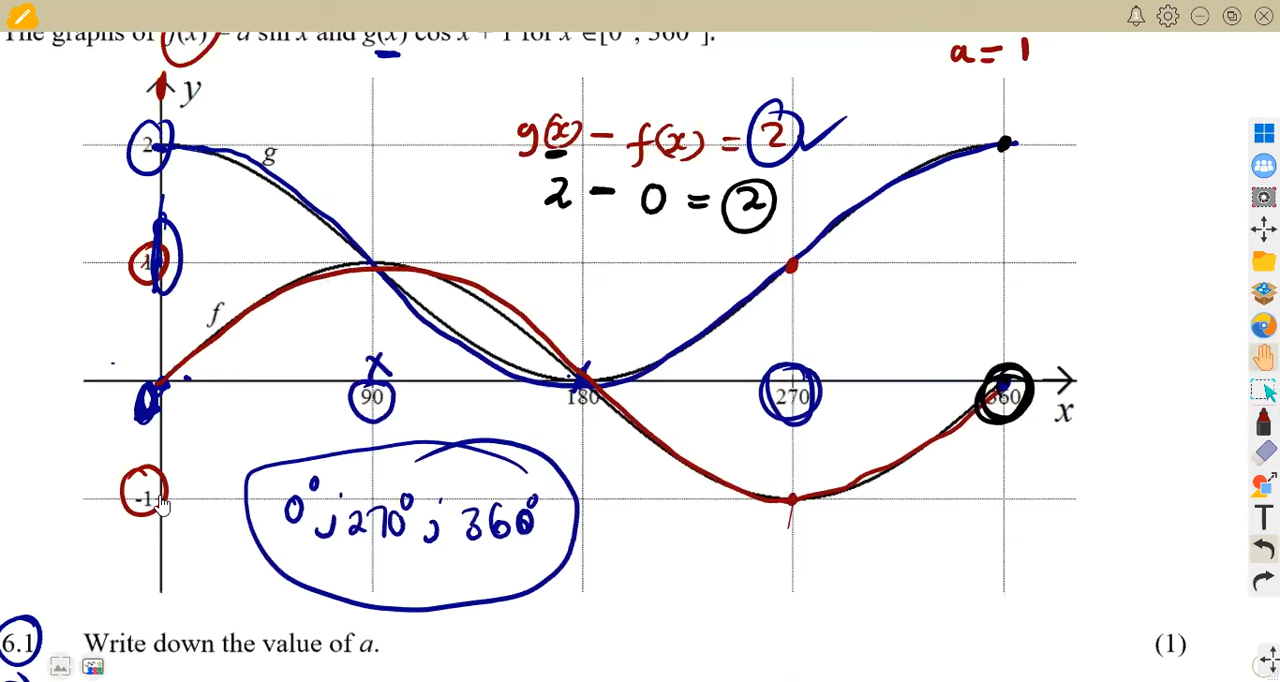 The graphs of f(x) = a sin x and g(x) cos x + 1 for x ∈[0°, 360°].
a = 1
y
2
g
g(x) - f(x) = 2 ✓
2 - 0 = 2
1
f
0
x
90
180
270
360
x
-1
0° ; 270° ; 360°
6.1 Write down the value of a. (1)
T